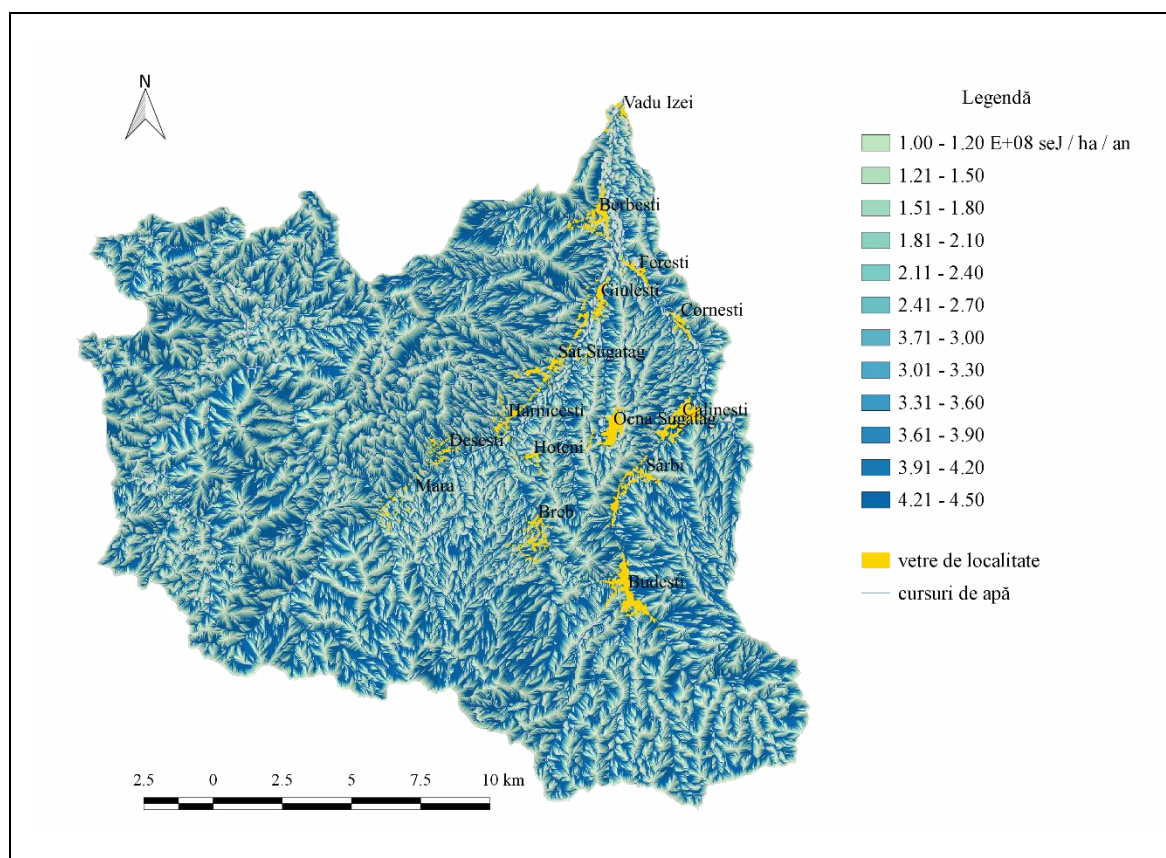 N
Vadu Izei
Berbesti
Feresti
Giulesti
Cornesti
Sat Sugatag
Harnicesti
Calinesti
Ocna Sugatag
Desesti
Hoteni
Sârbi
Mara
Breb
Budesti
2.5 0 2.5 5 7.5 10 km
Legendă
1.00 - 1.20 E+08 seJ / ha / an
1.21 - 1.50
1.51 - 1.80
1.81 - 2.10
2.11 - 2.40
2.41 - 2.70
3.71 - 3.00
3.01 - 3.30
3.31 - 3.60
3.61 - 3.90
3.91 - 4.20
4.21 - 4.50
vetre de localitate
cursuri de apă